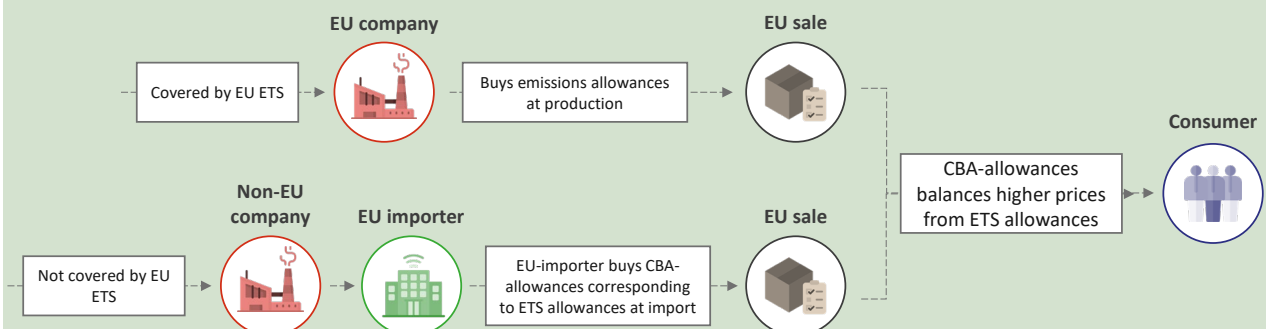 EU company
EU sale
Covered by EU ETS
Buys emissions allowances
at production
Consumer
CBA-allowances
balances higher prices
from ETS allowances
Non-EU
company
EU importer
EU sale
Not covered by EU
ETS
EU-importer buys CBA-
allowances corresponding
to ETS allowances at import